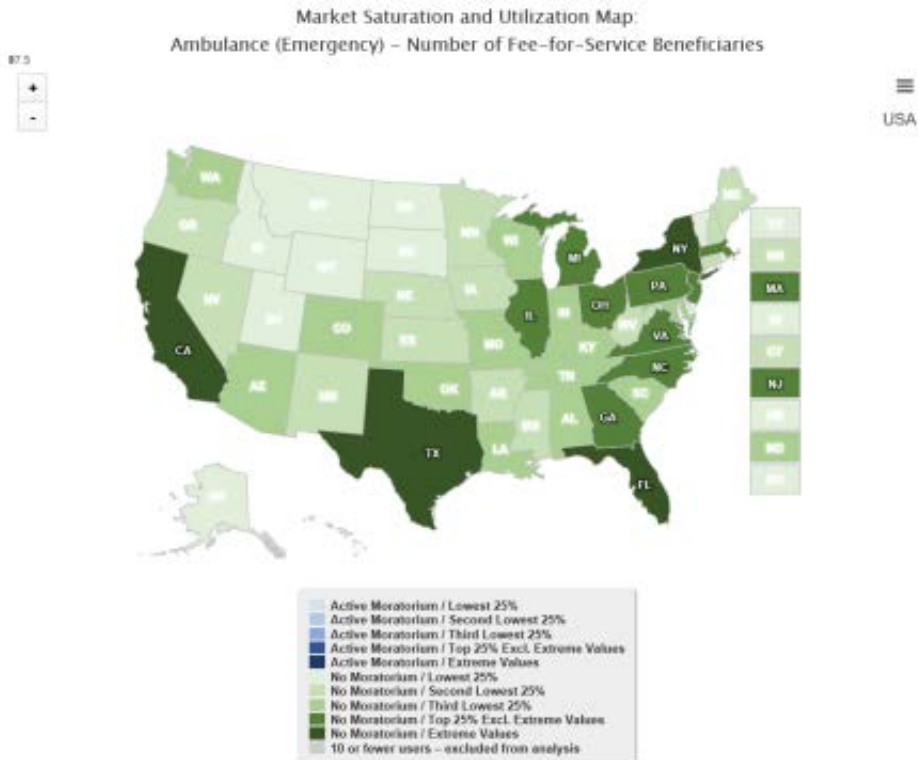 Market Saturation and Utilization Map:
Ambulance (Emergency) – Number of Fee-for-Service Beneficiaries
+
-
USA
WA
OR
CA
NV
ID
CO
NE
KS
OK
TX
MN
IA
MO
AR
LA
WI
IL
MI
IN
OH
KY
TN
AL
GA
FL
SC
NC
VA
WV
PA
NY
ME
MA
NJ
Active Moratorium / Lowest 25%
Active Moratorium / Second Lowest 25%
Active Moratorium / Third Lowest 25%
Active Moratorium / Top 25% Excl. Extreme Values
Active Moratorium / Extreme Values
No Moratorium / Lowest 25%
No Moratorium / Second Lowest 25%
No Moratorium / Third Lowest 25%
No Moratorium / Top 25% Excl. Extreme Values
No Moratorium / Extreme Values
10 or fewer users – excluded from analysis